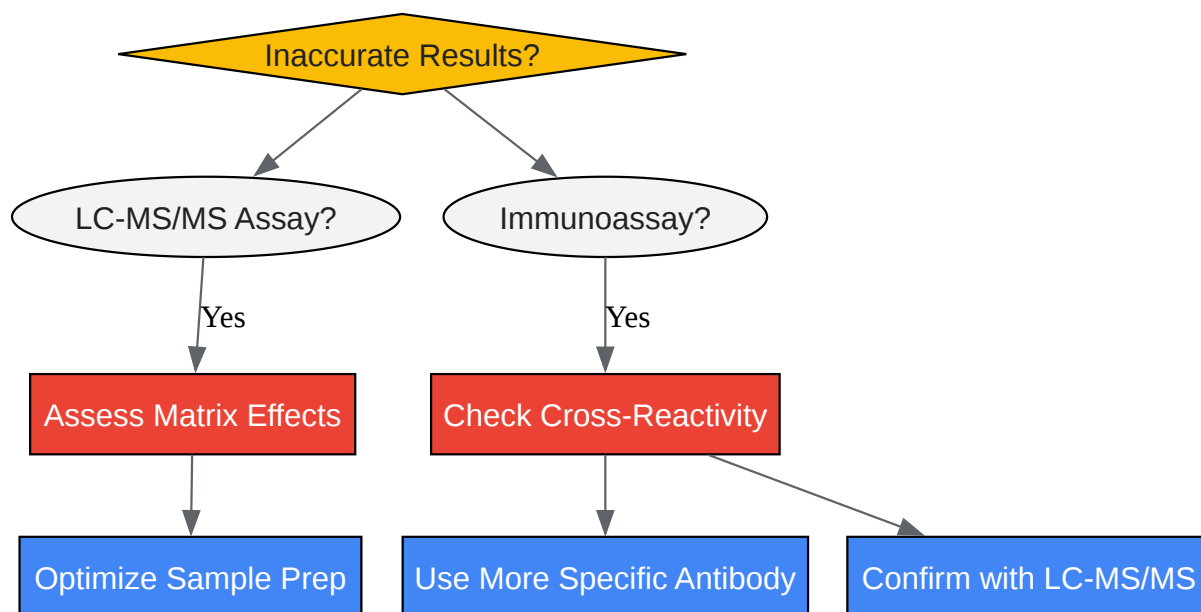 Inaccurate Results?
LC-MS/MS Assay?
Immunoassay?
Yes
Yes
Assess Matrix Effects
Check Cross-Reactivity
Optimize Sample Prep
Use More Specific Antibody
Confirm with LC-MS/MS